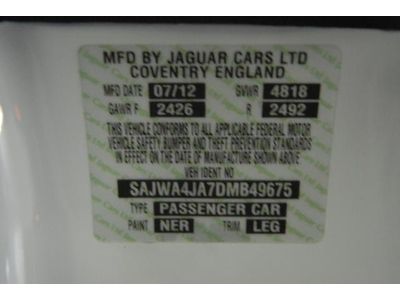 MFD BY JAGUAR CARS LTD
COVENTRY ENGLAND
MFD DATE 07/12 GVWR 4818
GAWR F 2426 R 2492
THIS VEHICLE CONFORMS TO ALL APPLICABLE FEDERAL MOTOR
VEHICLE SAFETY BUMPER AND THEFT PREVENTION STANDARDS
IN EFFECT ON THE DATE OF MANUFACTURE SHOWN ABOVE
VEH IDENT NO
SAJWA4JA7DMB49675
TYPE PASSENGER CAR
PAINT NER TRIM LEG